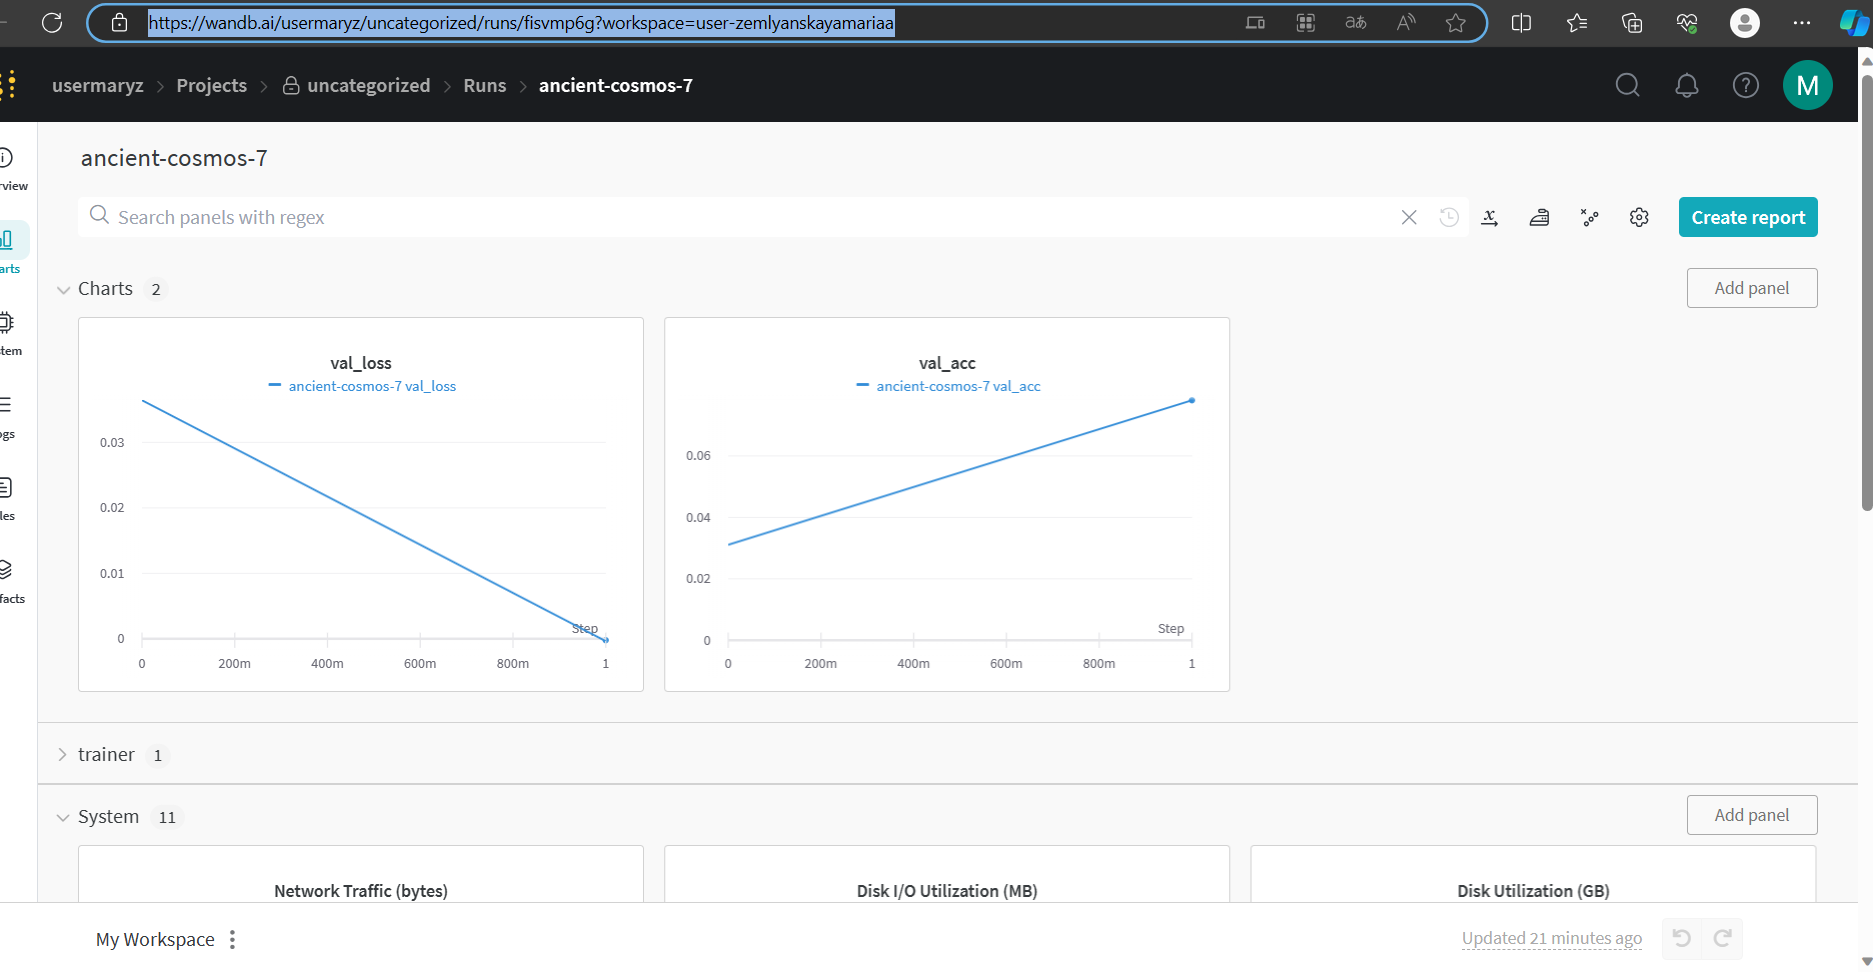 https://wandb.ai/usermaryz/uncategorized/runs/fisvmp6g?workspace=user-zemlyanskayamariaa
usermaryz > Projects > uncategorized > Runs > ancient-cosmos-7
M
ancient-cosmos-7
Search panels with regex
Create report
rview
arts
tem
ogs
les
facts
Charts 2
Add panel
val_loss
ancient-cosmos-7 val_loss
0.03
0.02
0.01
0
Step
0 200m 400m 600m 800m 1
val_acc
ancient-cosmos-7 val_acc
0.06
0.04
0.02
0
Step
0 200m 400m 600m 800m 1
trainer 1
System 11
Add panel
Network Traffic (bytes)
Disk I/O Utilization (MB)
Disk Utilization (GB)
My Workspace
Updated 21 minutes ago